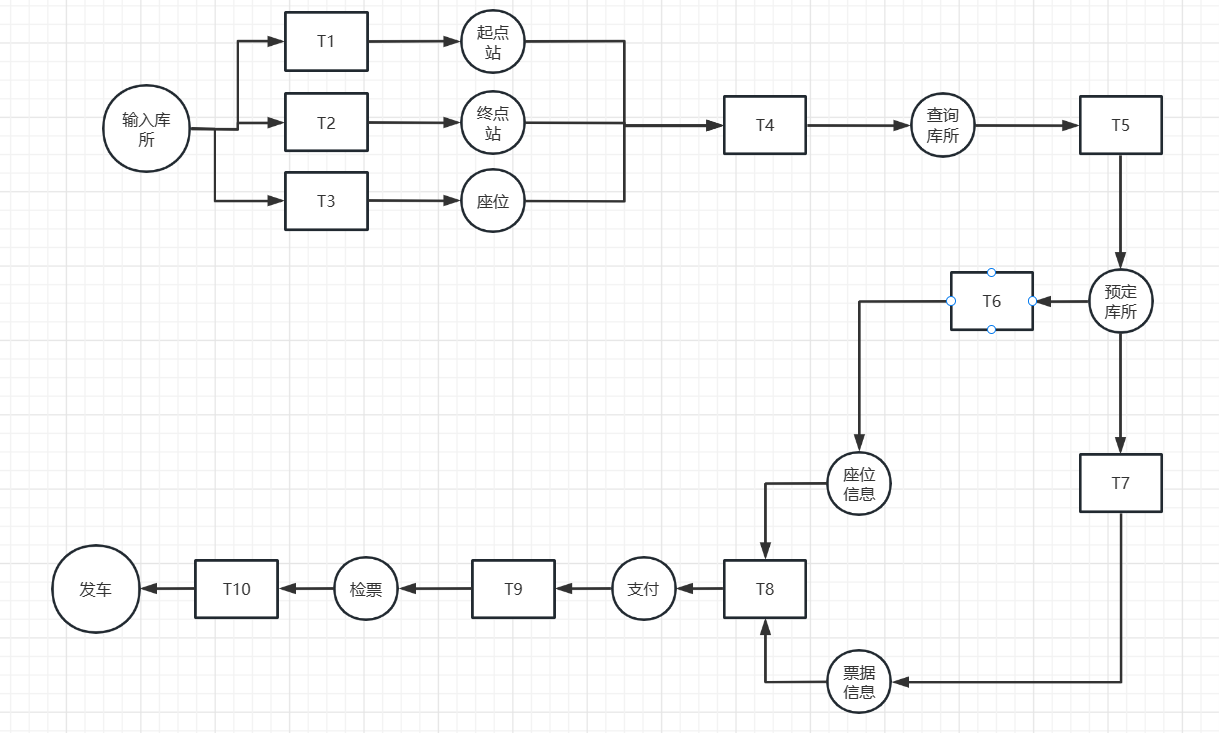 T1
起点
站
输入库
所
T2
终点
站
T3
座位
T4
查询
库所
T5
T6
预定
库所
座位
信息
T7
发车
T10
检票
T9
支付
T8
票据
信息